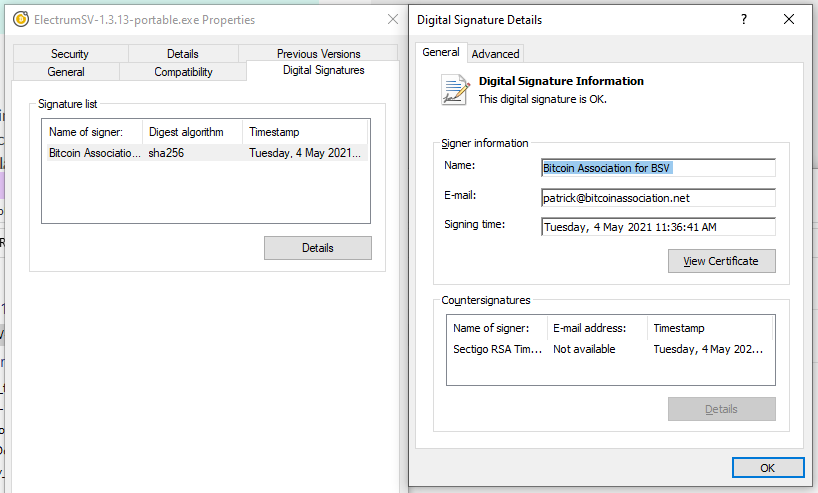 ElectrumSV-1.3.13-portable.exe Properties
Security Details Previous Versions
General Compatibility Digital Signatures
Signature list
Name of signer: Digest algorithm Timestamp
Bitcoin Associatio... sha256 Tuesday, 4 May 2021...
Details
Digital Signature Details
?
General Advanced
Digital Signature Information
This digital signature is OK.
Signer information
Name: Bitcoin Association for BSV
E-mail: patrick@bitcoinassociation.net
Signing time: Tuesday, 4 May 2021 11:36:41 AM
View Certificate
Countersignatures
Name of signer: E-mail address: Timestamp
Sectigo RSA Tim... Not available Tuesday, 4 May 202...
Details
OK